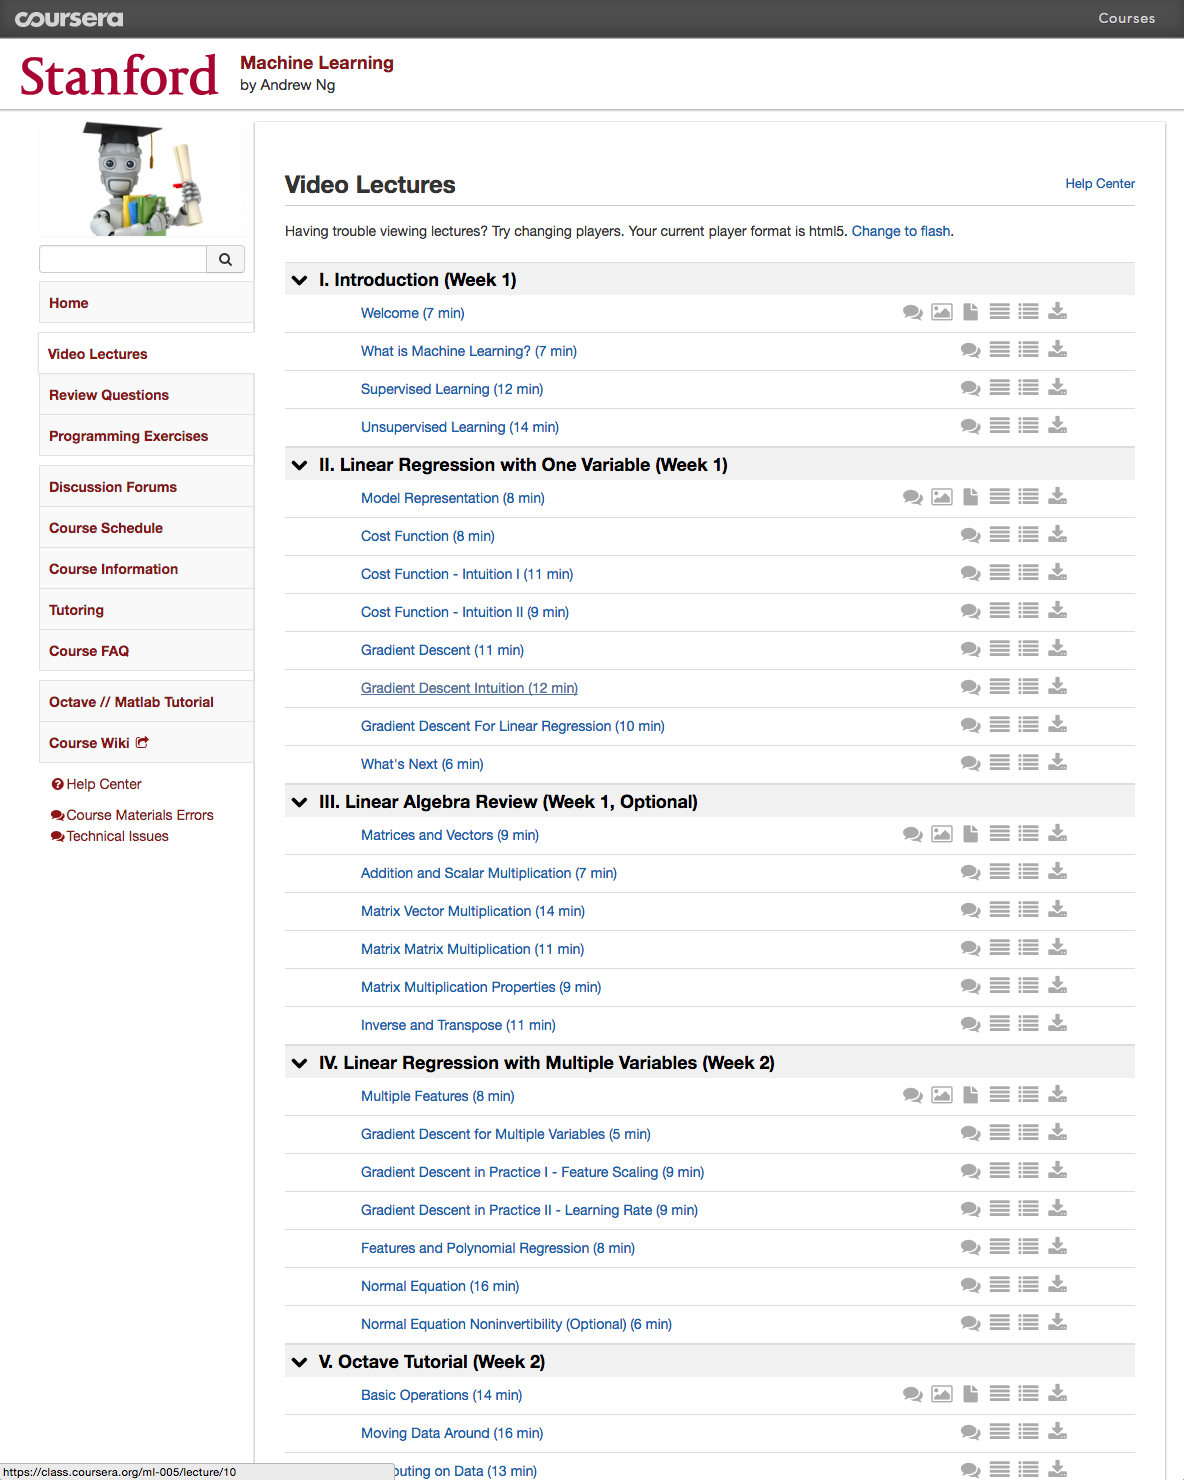 coursera
Courses
Stanford
Machine Learning
by Andrew Ng
Home
Video Lectures
Review Questions
Programming Exercises
Discussion Forums
Course Schedule
Course Information
Tutoring
Course FAQ
Octave // Matlab Tutorial
Course Wiki
Help Center
Course Materials Errors
Technical Issues
Video Lectures
Help Center
Having trouble viewing lectures? Try changing players. Your current player format is html5. Change to flash.
I. Introduction (Week 1)
Welcome (7 min)
What is Machine Learning? (7 min)
Supervised Learning (12 min)
Unsupervised Learning (14 min)
II. Linear Regression with One Variable (Week 1)
Model Representation (8 min)
Cost Function (8 min)
Cost Function - Intuition I (11 min)
Cost Function - Intuition II (9 min)
Gradient Descent (11 min)
Gradient Descent Intuition (12 min)
Gradient Descent For Linear Regression (10 min)
What's Next (6 min)
III. Linear Algebra Review (Week 1, Optional)
Matrices and Vectors (9 min)
Addition and Scalar Multiplication (7 min)
Matrix Vector Multiplication (14 min)
Matrix Matrix Multiplication (11 min)
Matrix Multiplication Properties (9 min)
Inverse and Transpose (11 min)
IV. Linear Regression with Multiple Variables (Week 2)
Multiple Features (8 min)
Gradient Descent for Multiple Variables (5 min)
Gradient Descent in Practice I - Feature Scaling (9 min)
Gradient Descent in Practice II - Learning Rate (9 min)
Features and Polynomial Regression (8 min)
Normal Equation (16 min)
Normal Equation Noninvertibility (Optional) (6 min)
V. Octave Tutorial (Week 2)
Basic Operations (14 min)
Moving Data Around (16 min)
on Data (13 min)
https://class.coursera.org/ml-005/lecture/10